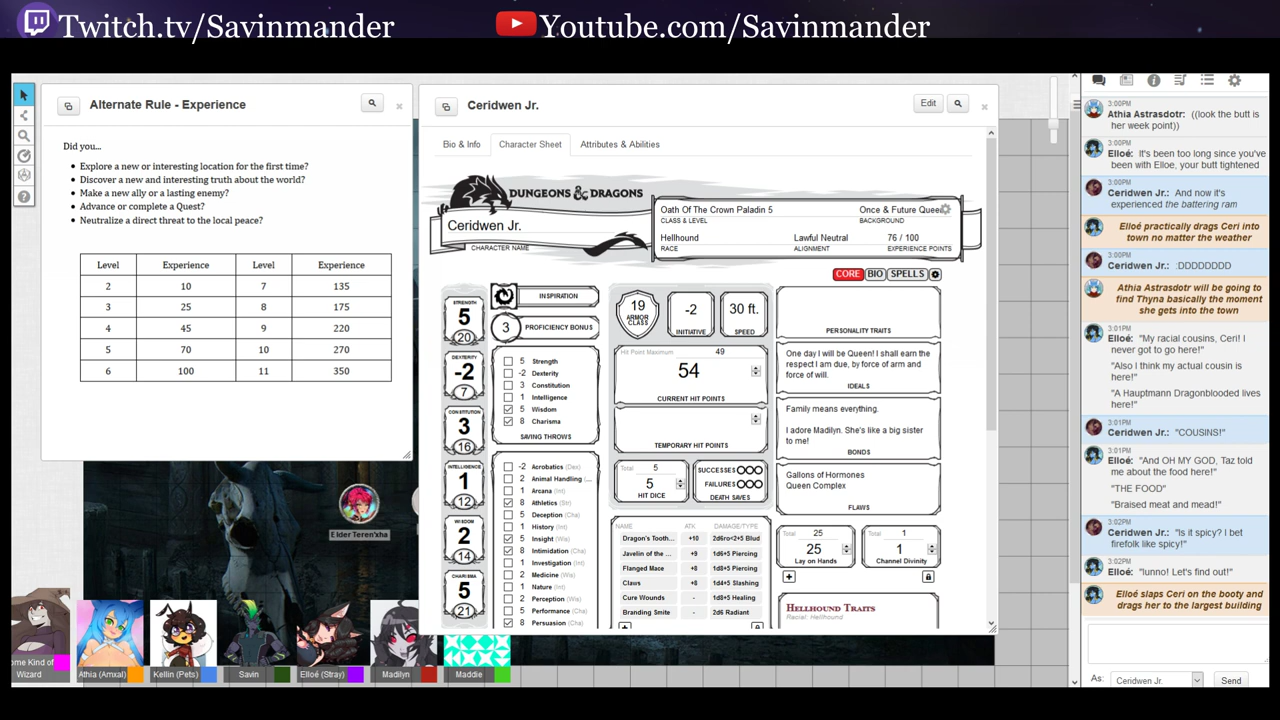 Twitch.tv/Savinmander
Youtube.com/Savinmander
Alternate Rule - Experience
Did you...
Explore a new or interesting location for the first time?
Discover a new and interesting truth about the world?
Make a new ally or a lasting enemy?
Advance or complete a Quest?
Neutralize a direct threat to the local peace?
Level Experience Level Experience
2 10 7 135
3 25 8 175
4 45 9 220
5 70 10 270
6 100 11 350
Elder Teren'xha
Ceridwen Jr.
Edit
Bio & Info Character Sheet Attributes & Abilities
DUNGEONS & DRAGONS
Ceridwen Jr.
CHARACTER NAME
Oath Of The Crown Paladin 5 Once & Future Queen
CLASS & LEVEL BACKGROUND
Hellhound Lawful Neutral 76 / 100
RACE ALIGNMENT EXPERIENCE POINTS
CORE BIO SPELLS
STRENGTH
5
20
DEXTERITY
-2
7
CONSTITUTION
3
16
INTELLIGENCE
1
12
WISDOM
2
14
CHARISMA
5
21
INSPIRATION
3 PROFICIENCY BONUS
5 Strength
-2 Dexterity
3 Constitution
1 Intelligence
5 Wisdom
8 Charisma
SAVING THROWS
-2 Acrobatics (Dex)
2 Animal Handling (...
1 Arcana (Int)
8 Athletics (Str)
5 Deception (Cha)
1 History (Int)
5 Insight (Wis)
8 Intimidation (Cha)
1 Investigation (Int)
2 Medicine (Wis)
1 Nature (Int)
2 Perception (Wis)
5 Performance (Cha)
8 Persuasion (Cha)
19
ARMOR
CLASS
-2
INITIATIVE
30 ft.
SPEED
Hit Point Maximum 49
54
CURRENT HIT POINTS
TEMPORARY HIT POINTS
Total 5
5
HIT DICE
SUCCESSES
FAILURES
DEATH SAVES
NAME ATK DAMAGE/TYPE
Dragon's Tooth... +10 2d6ro<2+5 Blud
Javelin of the ... +9 1d6+5 Piercing
Flanged Mace +8 1d8+5 Piercing
Claws +8 1d4+5 Slashing
Cure Wounds - 1d8+5 Healing
Branding Smite - 2d6 Radiant
PERSONALITY TRAITS
One day I will be Queen! I shall earn the
respect I am due, by force of arm and
force of will.
IDEALS
Family means everything.
I adore Madilyn. She's like a big sister
to me!
BONDS
Gallons of Hormones
Queen Complex
FLAWS
Total 25
25
Lay on Hands
Total 1
1
Channel Divinity
HELLHOUND TRAITS
Racial: Hellhound
3:00PM
Athia Astrasdotr: ((look the butt is
her week point))
Elloé: "It's been too long since you've
been with Elloe, your butt tightened
3:00PM
Ceridwen Jr.: "And now it's
experienced the battering ram
3:00PM
Elloé practically drags Ceri into
town no matter the weather
3:00PM
Ceridwen Jr.: :DDDDDDDD
Athia Astrasdotr will be going to
find Thyna basically the moment
she gets into the town
3:01PM
Elloé: "My racial cousins, Ceri! I
never got to go here!"
"Also I think my actual cousin is
here!"
"A Hauptmann Dragonblooded lives
here!"
3:01PM
Ceridwen Jr.: "COUSINS!"
3:01PM
Elloé: "And OH MY GOD, Taz told
me about the food here!"
"THE FOOD"
"Braised meat and mead!"
3:02PM
Ceridwen Jr.: "Is it spicy? I bet
firefolk like spicy!"
3:02PM
Elloé: "Iunno! Let's find out!"
Elloé slaps Ceri on the booty and
drags her to the largest building
As: Ceridwen Jr. Send
ome Kind of
Wizard
Athia (Amxal)
Kellin (Pets)
Savin
Elloé (Stray)
Madilyn
Maddie